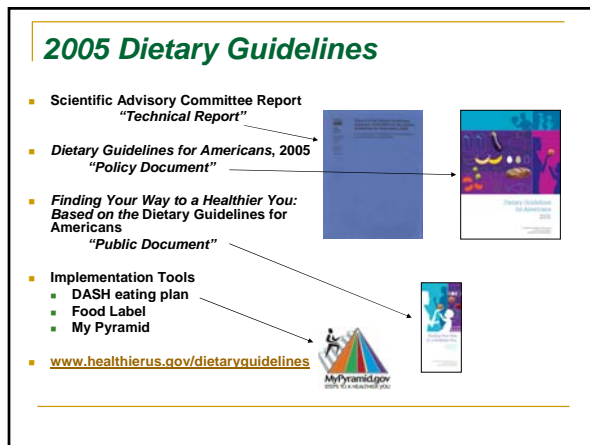 2005 Dietary Guidelines
Scientific Advisory Committee Report
"Technical Report"
Dietary Guidelines for Americans, 2005
"Policy Document"
Finding Your Way to a Healthier You:
Based on the Dietary Guidelines for
Americans
"Public Document"
Implementation Tools
DASH eating plan
Food Label
My Pyramid
www.healthierus.gov/dietaryguidelines
Dietary Guidelines
for Americans
2005
MyPyramid.gov
STEPS TO A HEALTHIER YOU